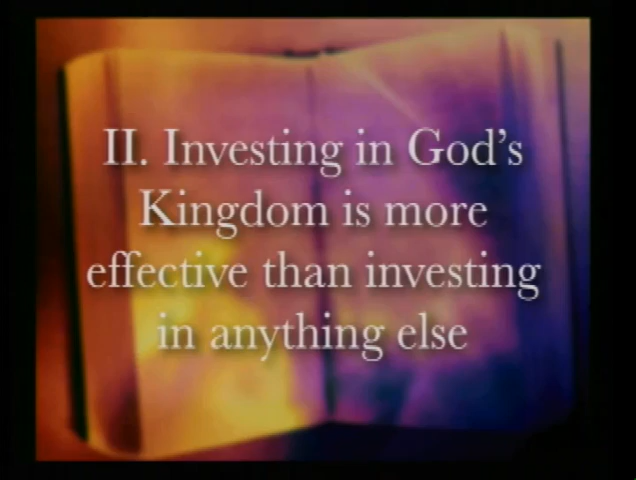 II. Investing in God's
Kingdom is more
effective than investing
in anything else